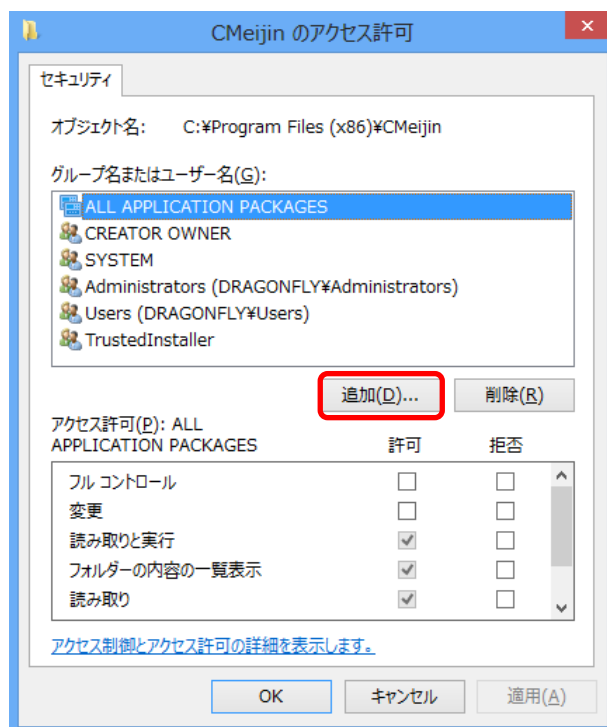 CMeijin のアクセス許可
セキュリティ
オブジェクト名: C:¥Program Files (x86)¥CMeijin
グループ名またはユーザー名(G):
ALL APPLICATION PACKAGES
CREATOR OWNER
SYSTEM
Administrators (DRAGONFLY¥Administrators)
Users (DRAGONFLY¥Users)
TrustedInstaller
追加(D)... 削除(R)
アクセス許可(P): ALL
APPLICATION PACKAGES 許可 拒否
フル コントロール
変更
読み取りと実行
フォルダーの内容の一覧表示
読み取り
アクセス制御とアクセス許可の詳細を表示します。
OK キャンセル 適用(A)